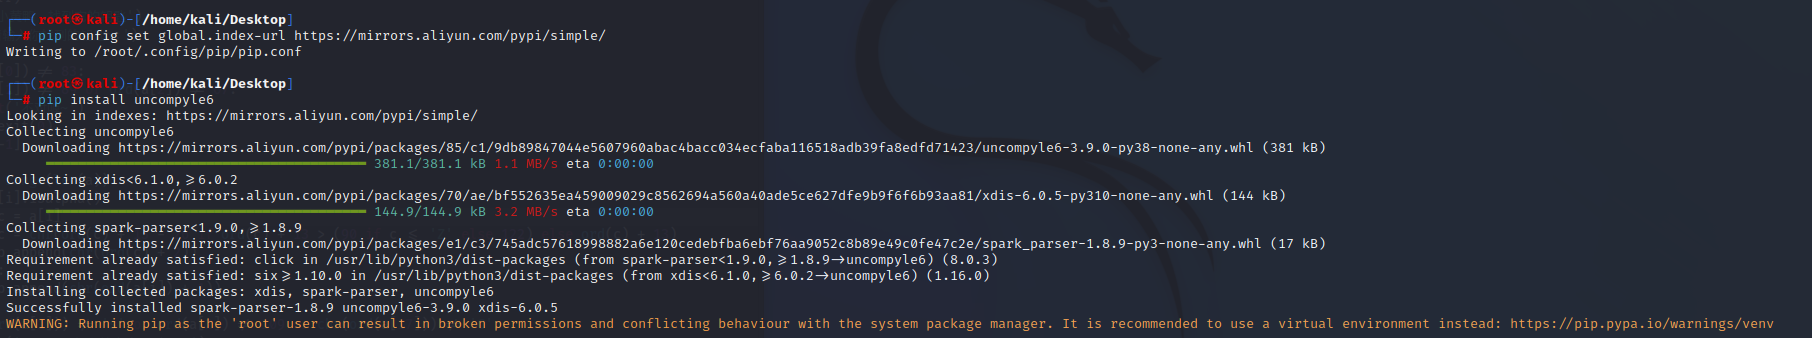 ┌──(root㉿kali)-[/home/kali/Desktop]
└─# pip config set global.index-url https://mirrors.aliyun.com/pypi/simple/
Writing to /root/.config/pip/pip.conf
┌──(root㉿kali)-[/home/kali/Desktop]
└─# pip install uncompyle6
Looking in indexes: https://mirrors.aliyun.com/pypi/simple/
Collecting uncompyle6
Downloading https://mirrors.aliyun.com/pypi/packages/85/c1/9db89847044e5607960abac4bacc034ecfaba116518adb39fa8edfd71423/uncompyle6-3.9.0-py38-none-any.whl (381 kB)
━━━━━━━━━━━━━━━━━━━━━━━━━━━━━━━━━━━━━━━━ 381.1/381.1 kB 1.1 MB/s eta 0:00:00
Collecting xdis<6.1.0,>=6.0.2
Downloading https://mirrors.aliyun.com/pypi/packages/70/ae/bf552635ea459009029c8562694a560a40ade5ce627dfe9b9f6f6b93aa81/xdis-6.0.5-py310-none-any.whl (144 kB)
━━━━━━━━━━━━━━━━━━━━━━━━━━━━━━━━━━━━━━━━ 144.9/144.9 kB 3.2 MB/s eta 0:00:00
Collecting spark-parser<1.9.0,>=1.8.9
Downloading https://mirrors.aliyun.com/pypi/packages/e1/c3/745adc57618998882a6e120cedebfba6ebf76aa9052c8b89e49c0fe47c2e/spark_parser-1.8.9-py3-none-any.whl (17 kB)
Requirement already satisfied: click in /usr/lib/python3/dist-packages (from spark-parser<1.9.0,>=1.8.9->uncompyle6) (8.0.3)
Requirement already satisfied: six>=1.10.0 in /usr/lib/python3/dist-packages (from xdis<6.1.0,>=6.0.2->uncompyle6) (1.16.0)
Installing collected packages: xdis, spark-parser, uncompyle6
Successfully installed spark-parser-1.8.9 uncompyle6-3.9.0 xdis-6.0.5
WARNING: Running pip as the 'root' user can result in broken permissions and conflicting behaviour with the system package manager. It is recommended to use a virtual environment instead: https://pip.pypa.io/warnings/venv